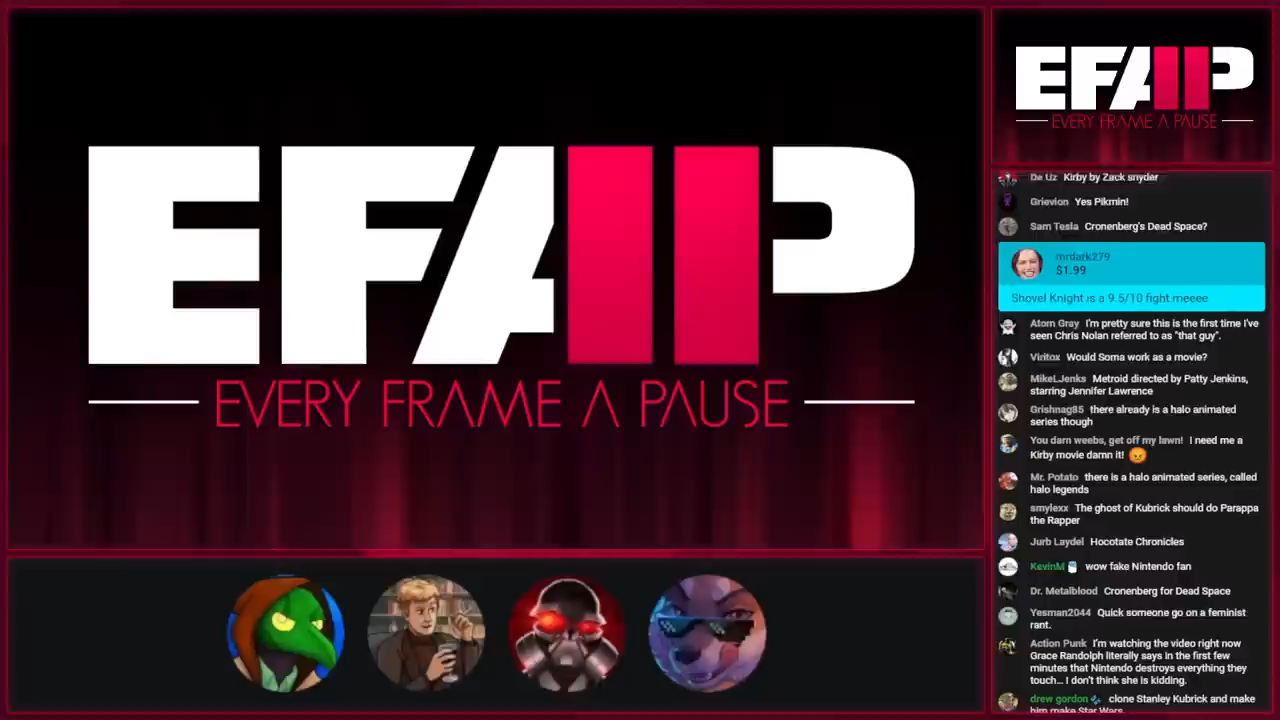 EFAP
EVERY FRAME A PAUSE
EFAP
EVERY FRAME A PAUSE
De Uz Kirby by Zack snyder
Grievion Yes Pikmin!
Sam Tesla Cronenberg's Dead Space?
mrdark279
$1.99
Shovel Knight is a 9.5/10 fight meeee
Atom Gray I'm pretty sure this is the first time I've
seen Chris Nolan referred to as "that guy".
Viritox Would Soma work as a movie?
MikeLJenks Metroid directed by Patty Jenkins,
starring Jennifer Lawrence
Grishnag85 there already is a halo animated
series though
You darn weebs, get off my lawn! I need me a
Kirby movie damn it! 😡
Mr. Potato there is a halo animated series, called
halo legends
smylexx The ghost of Kubrick should do Parappa
the Rapper
Jurb Laydel Hocotate Chronicles
KevinM wow fake Nintendo fan
Dr. Metalblood Cronenberg for Dead Space
Yesman2044 Quick someone go on a feminist
rant.
Action Punk I'm watching the video right now
Grace Randolph literally says in the first few
minutes that Nintendo destroys everything they
touch... I don't think she is kidding.
drew gordon clone Stanley Kubrick and make
him make Star Wars